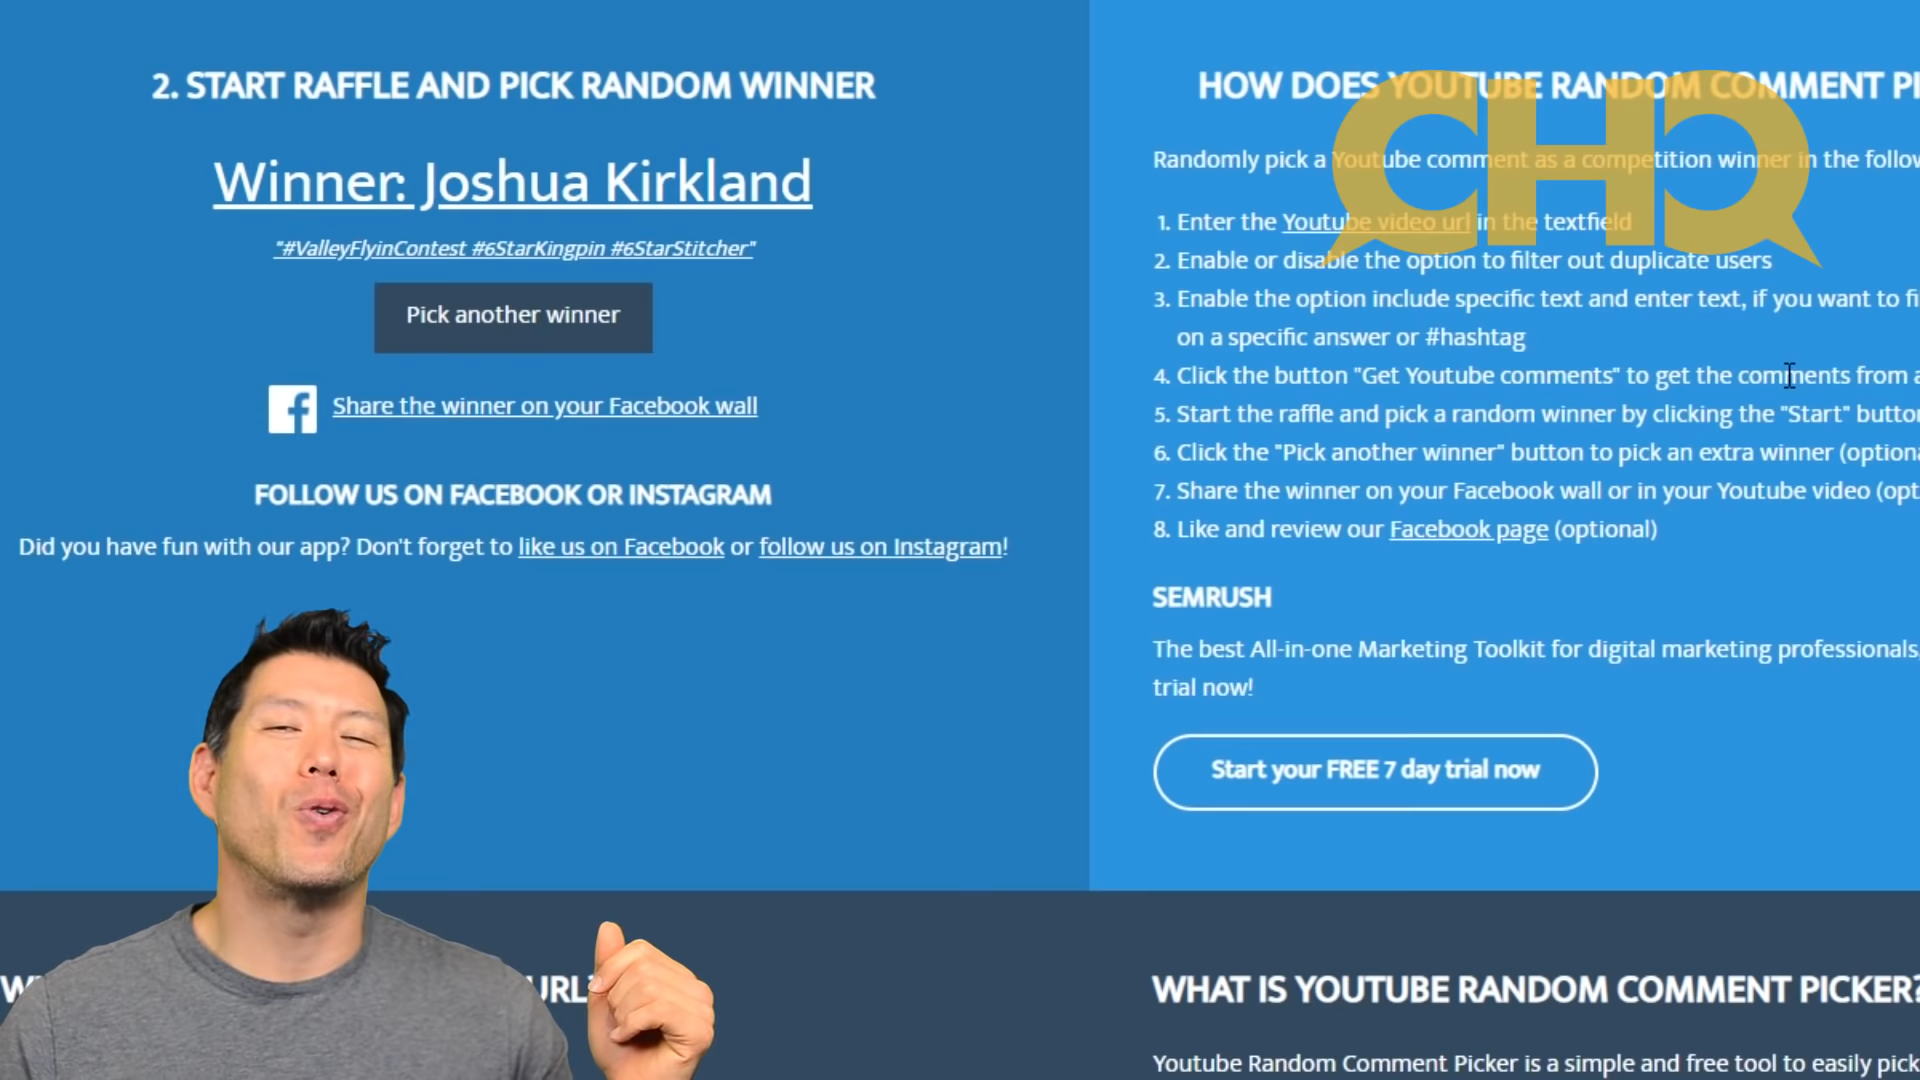 2. START RAFFLE AND PICK RANDOM WINNER
Winner: Joshua Kirkland
"#ValleyFlyinContest #6StarKingpin #6StarStitcher"
Pick another winner
Share the winner on your Facebook wall
FOLLOW US ON FACEBOOK OR INSTAGRAM
Did you have fun with our app? Don't forget to like us on Facebook or follow us on Instagram!
URL?
HOW DOES YOUTUBE RANDOM COMMENT PI
CHC
Randomly pick a Youtube comment as a competition winner in the follow
1. Enter the Youtube video url in the textfield
2. Enable or disable the option to filter out duplicate users
3. Enable the option include specific text and enter text, if you want to fi
on a specific answer or #hashtag
4. Click the button "Get Youtube comments" to get the comments from a
5. Start the raffle and pick a random winner by clicking the "Start" button
6. Click the "Pick another winner" button to pick an extra winner (optiona
7. Share the winner on your Facebook wall or in your Youtube video (opt
8. Like and review our Facebook page (optional)
SEMRUSH
The best All-in-one Marketing Toolkit for digital marketing professionals.
trial now!
Start your FREE 7 day trial now
WHAT IS YOUTUBE RANDOM COMMENT PICKER?
Youtube Random Comment Picker is a simple and free tool to easily pick